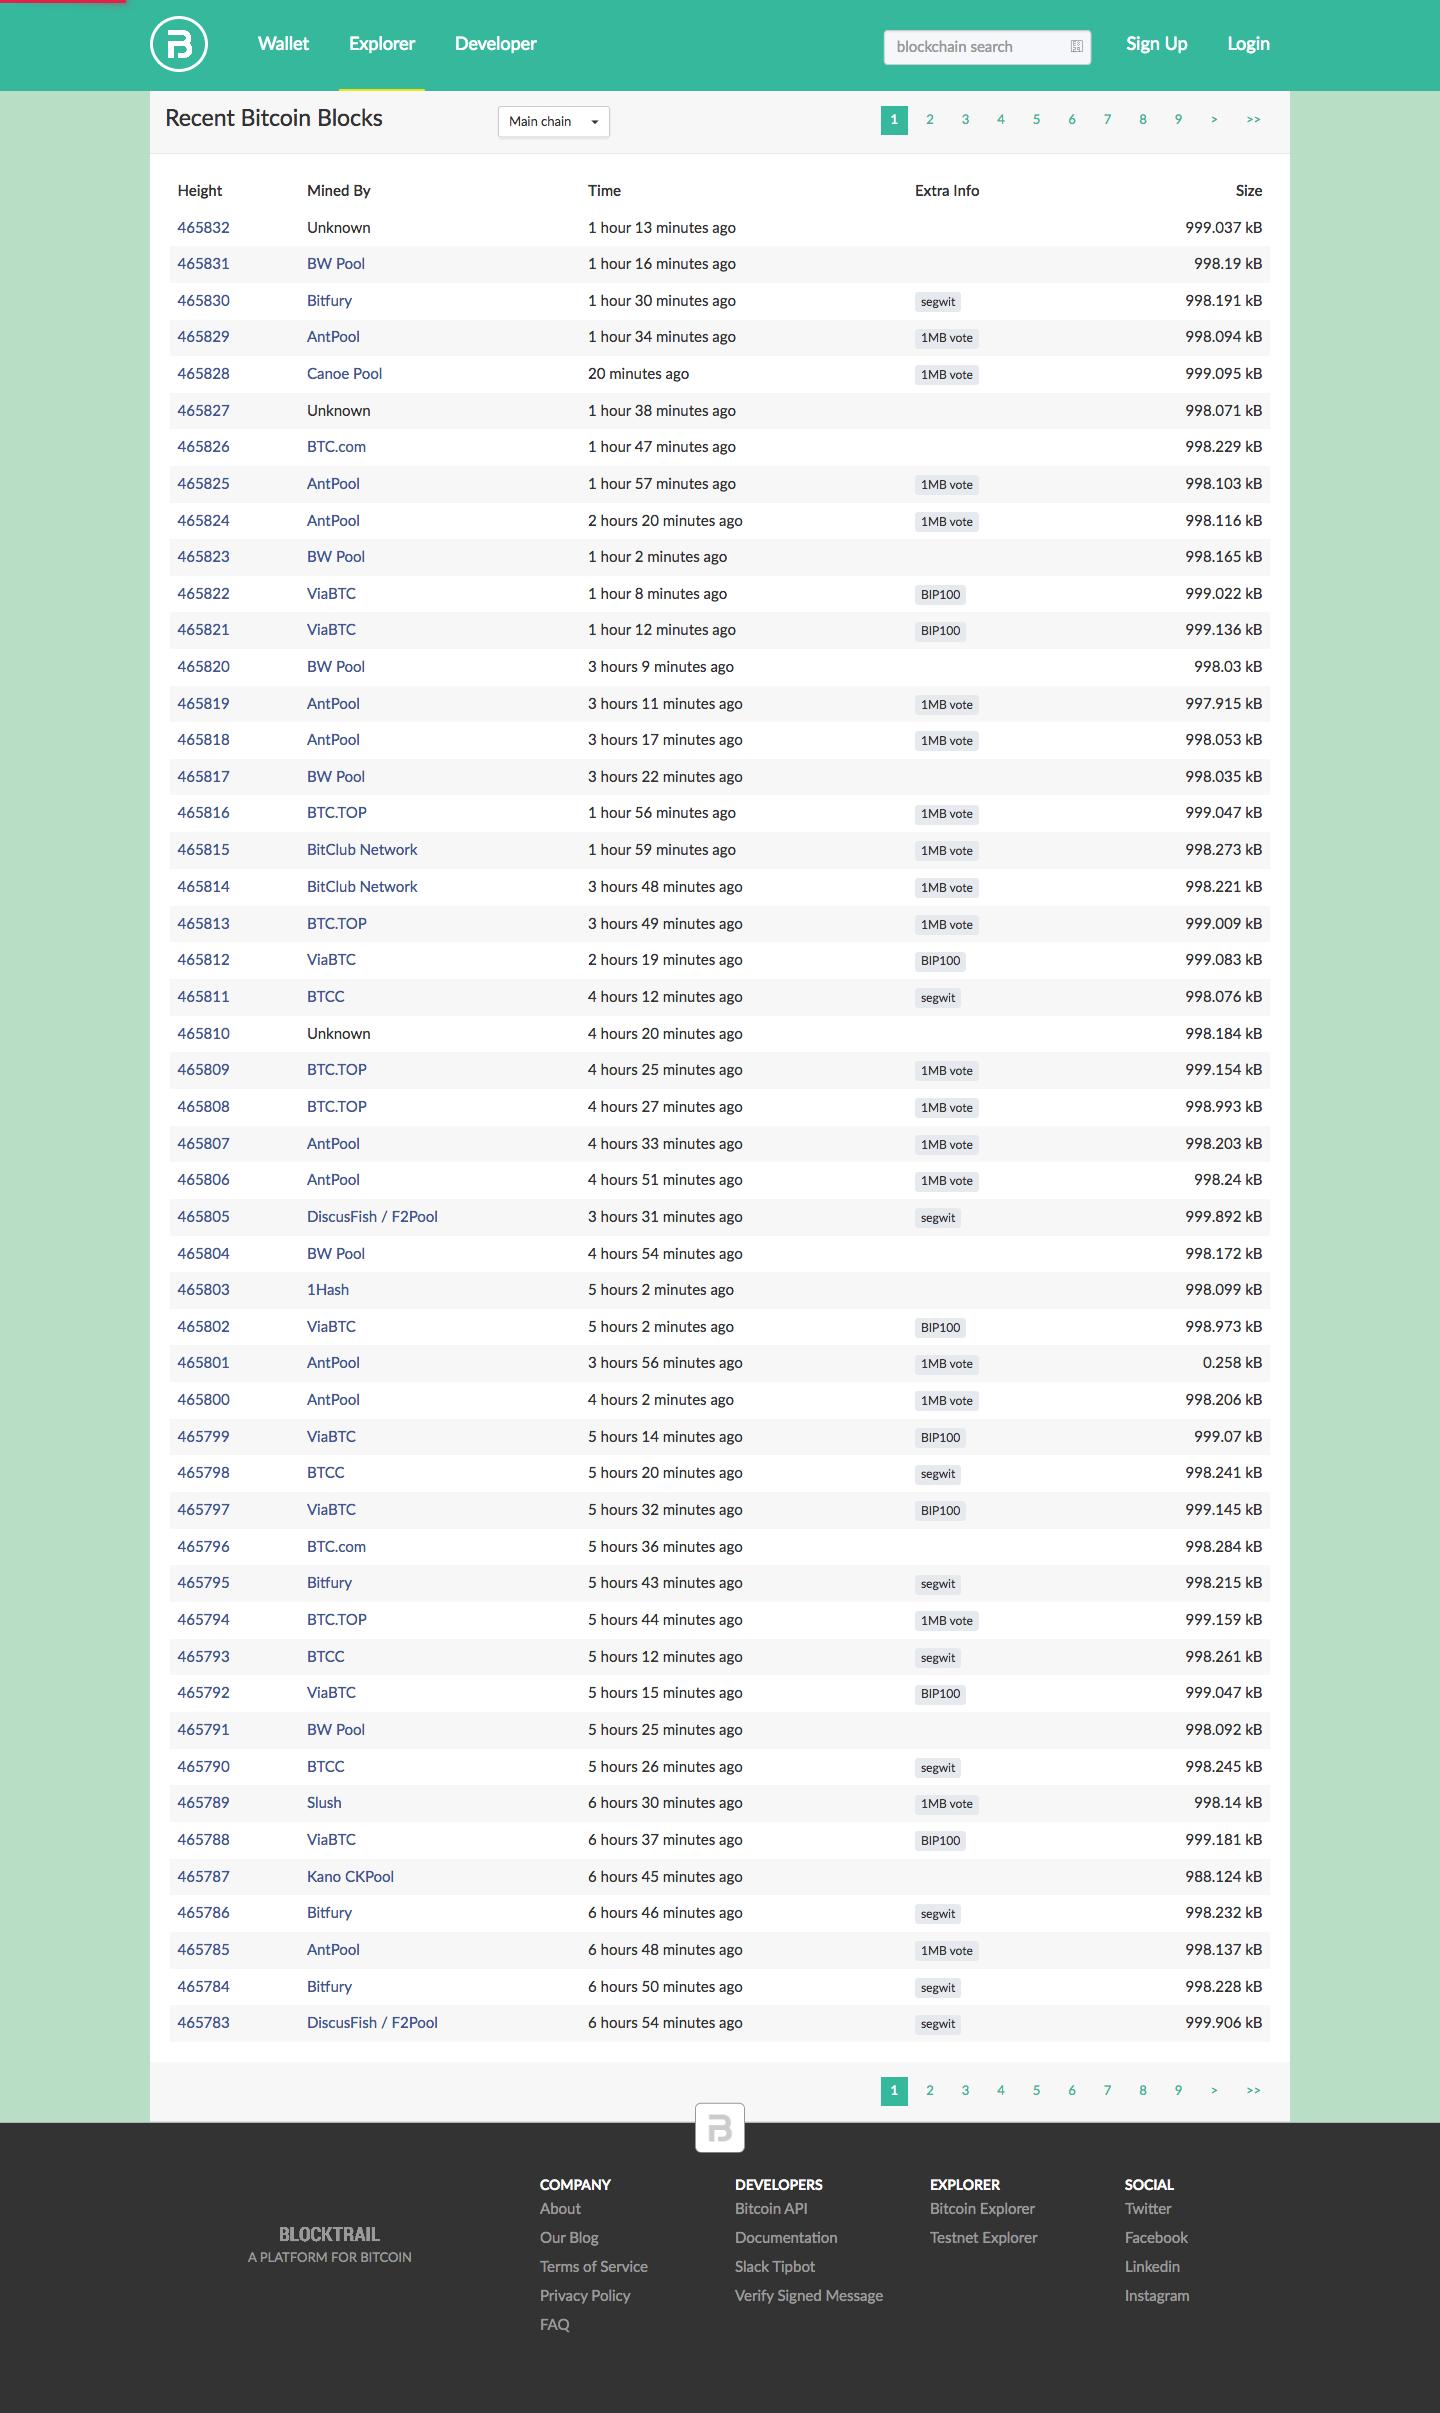 Wallet Explorer Developer blockchain search Sign Up Login
Recent Bitcoin Blocks Main chain 1 2 3 4 5 6 7 8 9 > >>
Height Mined By Time Extra Info Size
465832 Unknown 1 hour 13 minutes ago 999.037 kB
465831 BW Pool 1 hour 16 minutes ago 998.19 kB
465830 Bitfury 1 hour 30 minutes ago segwit 998.191 kB
465829 AntPool 1 hour 34 minutes ago 1MB vote 998.094 kB
465828 Canoe Pool 20 minutes ago 1MB vote 999.095 kB
465827 Unknown 1 hour 38 minutes ago 998.071 kB
465826 BTC.com 1 hour 47 minutes ago 998.229 kB
465825 AntPool 1 hour 57 minutes ago 1MB vote 998.103 kB
465824 AntPool 2 hours 20 minutes ago 1MB vote 998.116 kB
465823 BW Pool 1 hour 2 minutes ago 998.165 kB
465822 ViaBTC 1 hour 8 minutes ago BIP100 999.022 kB
465821 ViaBTC 1 hour 12 minutes ago BIP100 999.136 kB
465820 BW Pool 3 hours 9 minutes ago 998.03 kB
465819 AntPool 3 hours 11 minutes ago 1MB vote 997.915 kB
465818 AntPool 3 hours 17 minutes ago 1MB vote 998.053 kB
465817 BW Pool 3 hours 22 minutes ago 998.035 kB
465816 BTC.TOP 1 hour 56 minutes ago 1MB vote 999.047 kB
465815 BitClub Network 1 hour 59 minutes ago 1MB vote 998.273 kB
465814 BitClub Network 3 hours 48 minutes ago 1MB vote 998.221 kB
465813 BTC.TOP 3 hours 49 minutes ago 1MB vote 999.009 kB
465812 ViaBTC 2 hours 19 minutes ago BIP100 999.083 kB
465811 BTCC 4 hours 12 minutes ago segwit 998.076 kB
465810 Unknown 4 hours 20 minutes ago 998.184 kB
465809 BTC.TOP 4 hours 25 minutes ago 1MB vote 999.154 kB
465808 BTC.TOP 4 hours 27 minutes ago 1MB vote 998.993 kB
465807 AntPool 4 hours 33 minutes ago 1MB vote 998.203 kB
465806 AntPool 4 hours 51 minutes ago 1MB vote 998.24 kB
465805 DiscusFish / F2Pool 3 hours 31 minutes ago segwit 999.892 kB
465804 BW Pool 4 hours 54 minutes ago 998.172 kB
465803 1Hash 5 hours 2 minutes ago 998.099 kB
465802 ViaBTC 5 hours 2 minutes ago BIP100 998.973 kB
465801 AntPool 3 hours 56 minutes ago 1MB vote 0.258 kB
465800 AntPool 4 hours 2 minutes ago 1MB vote 998.206 kB
465799 ViaBTC 5 hours 14 minutes ago BIP100 999.07 kB
465798 BTCC 5 hours 20 minutes ago segwit 998.241 kB
465797 ViaBTC 5 hours 32 minutes ago BIP100 999.145 kB
465796 BTC.com 5 hours 36 minutes ago 998.284 kB
465795 Bitfury 5 hours 43 minutes ago segwit 998.215 kB
465794 BTC.TOP 5 hours 44 minutes ago 1MB vote 999.159 kB
465793 BTCC 5 hours 12 minutes ago segwit 998.261 kB
465792 ViaBTC 5 hours 15 minutes ago BIP100 999.047 kB
465791 BW Pool 5 hours 25 minutes ago 998.092 kB
465790 BTCC 5 hours 26 minutes ago segwit 998.245 kB
465789 Slush 6 hours 30 minutes ago 1MB vote 998.14 kB
465788 ViaBTC 6 hours 37 minutes ago BIP100 999.181 kB
465787 Kano CKPool 6 hours 45 minutes ago 988.124 kB
465786 Bitfury 6 hours 46 minutes ago segwit 998.232 kB
465785 AntPool 6 hours 48 minutes ago 1MB vote 998.137 kB
465784 Bitfury 6 hours 50 minutes ago segwit 998.228 kB
465783 DiscusFish / F2Pool 6 hours 54 minutes ago segwit 999.906 kB
1 2 3 4 5 6 7 8 9 > >>
BLOCKTRAIL
A PLATFORM FOR BITCOIN
COMPANY
About
Our Blog
Terms of Service
Privacy Policy
FAQ
DEVELOPERS
Bitcoin API
Documentation
Slack Tipbot
Verify Signed Message
EXPLORER
Bitcoin Explorer
Testnet Explorer
SOCIAL
Twitter
Facebook
Linkedin
Instagram